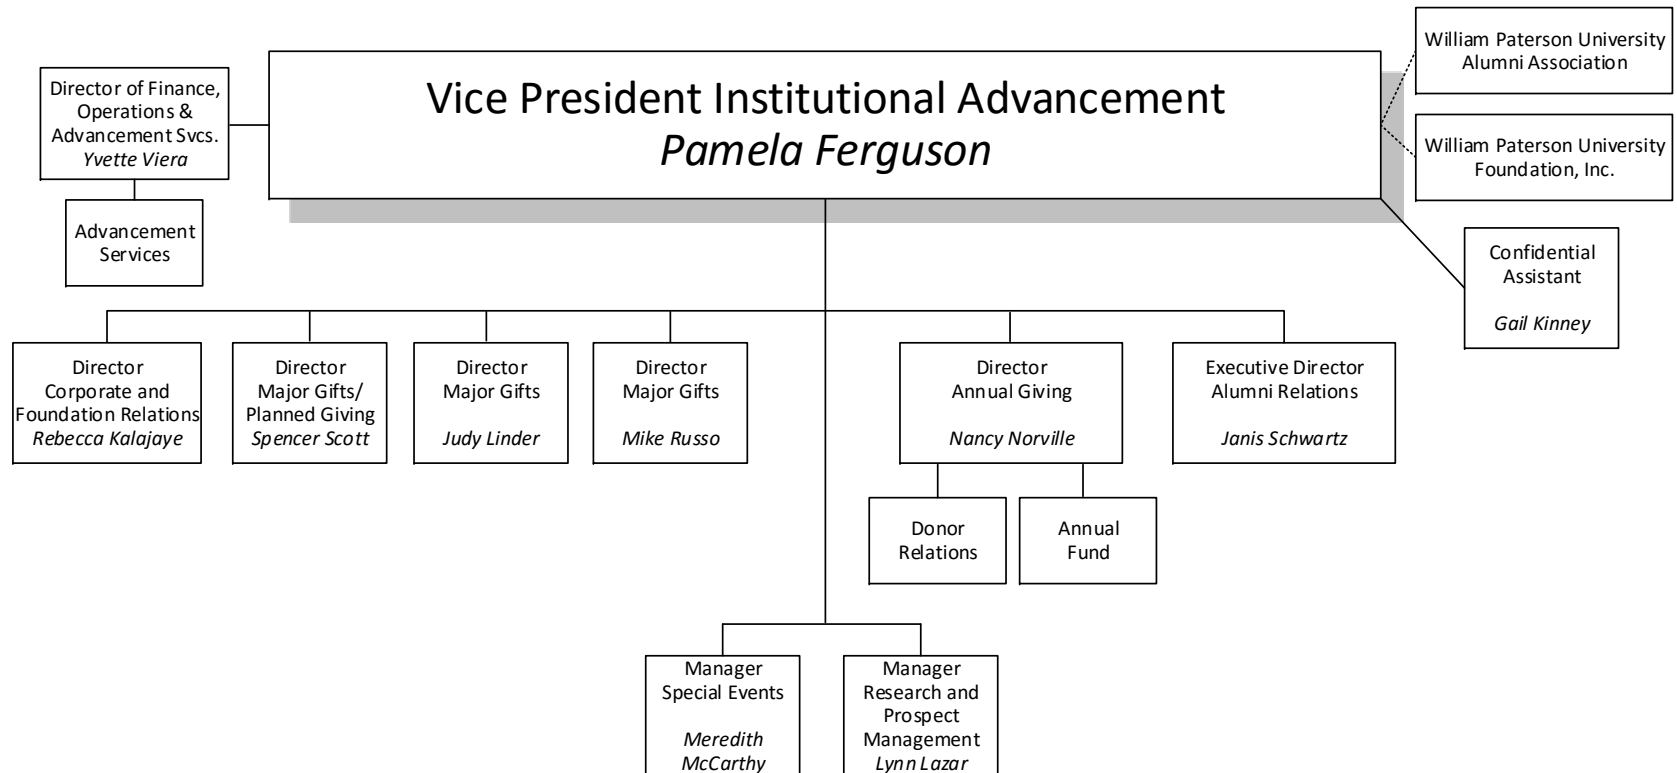 William Paterson University
Alumni Association
Vice President Institutional Advancement
Pamela Ferguson
Director of Finance,
Operations &
Advancement Svcs.
Yvette Viera
William Paterson University
Foundation, Inc.
Advancement
Services
Confidential
Assistant
Gail Kinney
Director
Corporate and
Foundation Relations
Rebecca Kalajaye
Director
Major Gifts/
Planned Giving
Spencer Scott
Director
Major Gifts
Judy Linder
Director
Major Gifts
Mike Russo
Director
Annual Giving
Nancy Norville
Executive Director
Alumni Relations
Janis Schwartz
Donor
Relations
Annual
Fund
Manager
Special Events
Meredith
McCarthy
Manager
Research and
Prospect
Management
Lynn Lazar